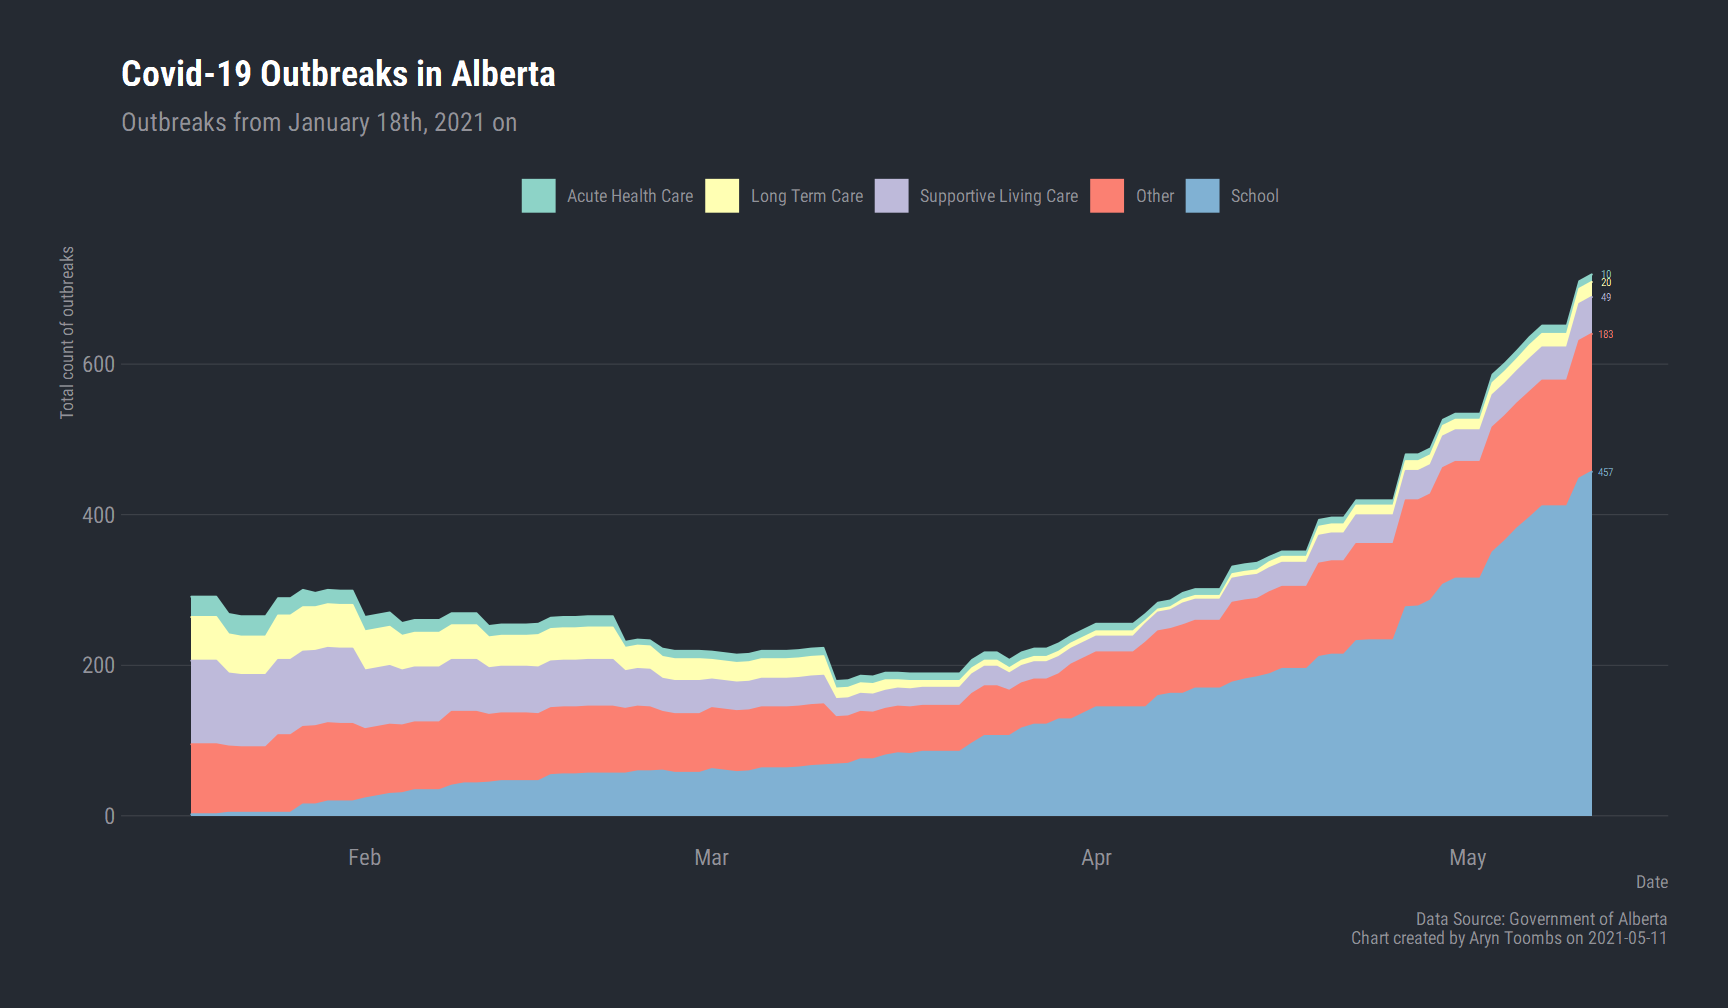 Covid-19 Outbreaks in Alberta
Outbreaks from January 18th, 2021 on
Acute Health Care
Long Term Care
Supportive Living Care
Other
School
Total count of outbreaks
600
400
200
0
10
20
49
183
457
Feb
Mar
Apr
May
Date
Data Source: Government of Alberta
Chart created by Aryn Toombs on 2021-05-11